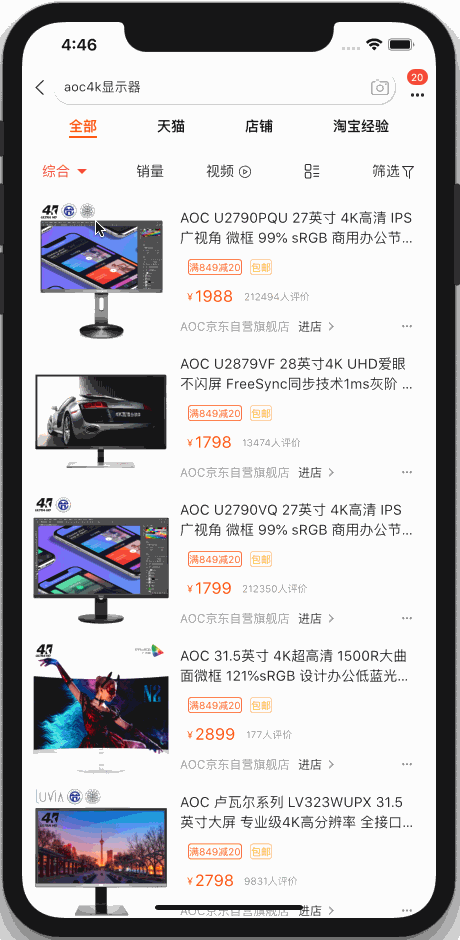 4:46
aoc4k显示器
20
全部 天猫 店铺 淘宝经验
综合 销量 视频 筛选
4K
AOC U2790PQU 27英寸 4K高清 IPS
广视角 微框 99% sRGB 商用办公节...
满849减20 包邮
¥1988 212494人评价
AOC京东自营旗舰店 进店 ...
AOC U2879VF 28英寸4K UHD爱眼
不闪屏 FreeSync同步技术1ms灰阶 ...
满849减20 包邮
¥1798 13474人评价
AOC京东自营旗舰店 进店 ...
4K
AOC U2790VQ 27英寸 4K高清 IPS
广视角 微框 99% sRGB 商用办公节...
满849减20 包邮
¥1799 212350人评价
AOC京东自营旗舰店 进店 ...
4K
AOC 31.5英寸 4K超高清 1500R大曲
面微框 121%sRGB 设计办公低蓝光...
满849减20 包邮
¥2899 177人评价
AOC京东自营旗舰店 进店 ...
LUVIA
4K
AOC 卢瓦尔系列 LV323WUPX 31.5
英寸大屏 专业级4K高分辨率 全接口...
满849减20 包邮
¥2798 9831人评价
AOC京东自营旗舰店 进店 ...